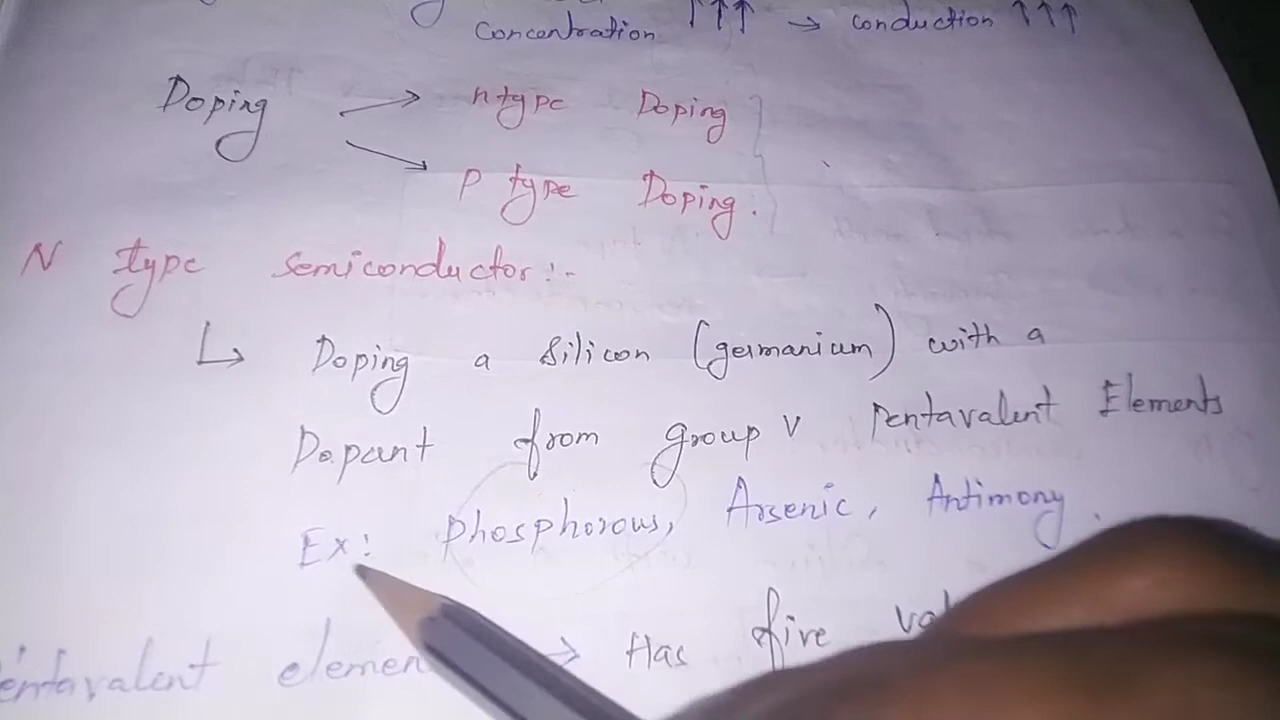 Concentration ↑↑↑ → conduction ↑↑↑
Doping → n type Doping
→ p type Doping.
N type semiconductor:-
↳ Doping a silicon (germanium) with a
Dopant from group V Pentavalent Elements
Ex: Phosphorous, Arsenic, Antimony.
→ Has five